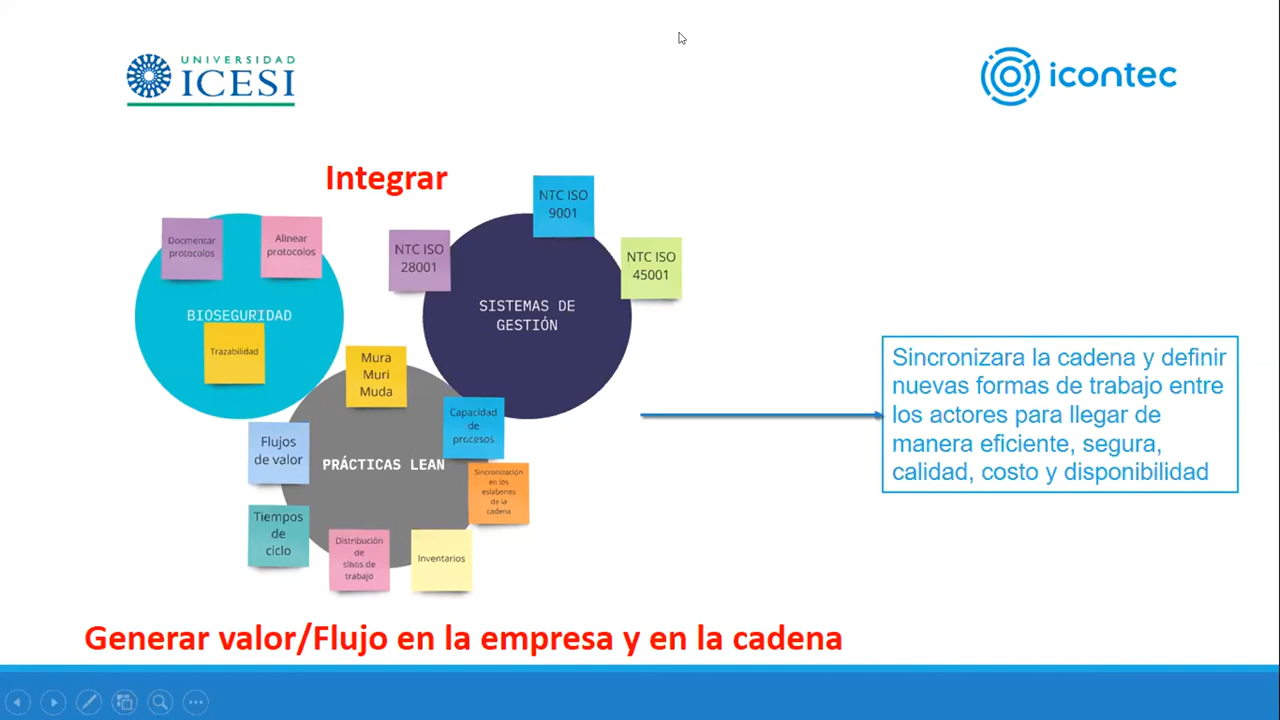 UNIVERSIDAD
ICESI
icontec
Integrar
Docmentar
protocolos
Alinear
protocolos
BIOSEGURIDAD
Trazabilidad
NTC ISO
9001
NTC ISO
28001
NTC ISO
45001
SISTEMAS DE
GESTIÓN
Mura
Muri
Muda
Capacidad
de
procesos
Flujos
de valor
PRÁCTICAS LEAN
Sincronización
en los
eslabones
de la
cadena
Tiempos
de
ciclo
Distribución
de
sitios de
trabajo
Inventarios
Sincronizara la cadena y definir
nuevas formas de trabajo entre
los actores para llegar de
manera eficiente, segura,
calidad, costo y disponibilidad
Generar valor/Flujo en la empresa y en la cadena